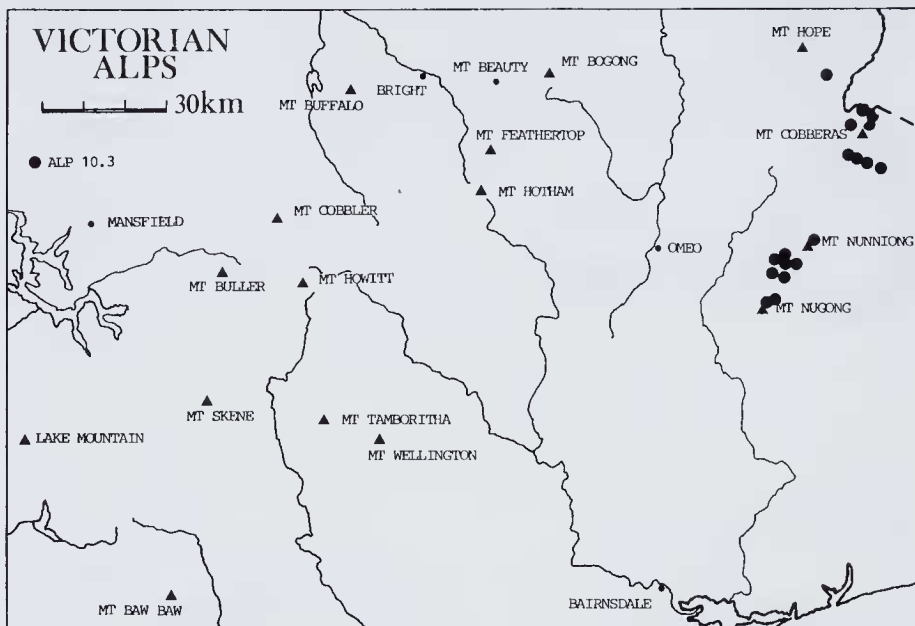 VICTORIAN
ALPS
30km
ALP 10.3
MT HOPE
MT BEAUTY
MT BOGONG
BRIGHT
MT BUFFALO
MT COBBERAS
MT FEATHERTOP
MT HOTHAM
MT COBBLER
MANSFIELD
OMEO
MT NUNNIONG
MT BULLER
MT HOWITT
MT NUGONG
MT SKENE
MT TAMBORITHA
LAKE MOUNTAIN
MT WELLINGTON
MT BAW BAW
BAIRNSDALE